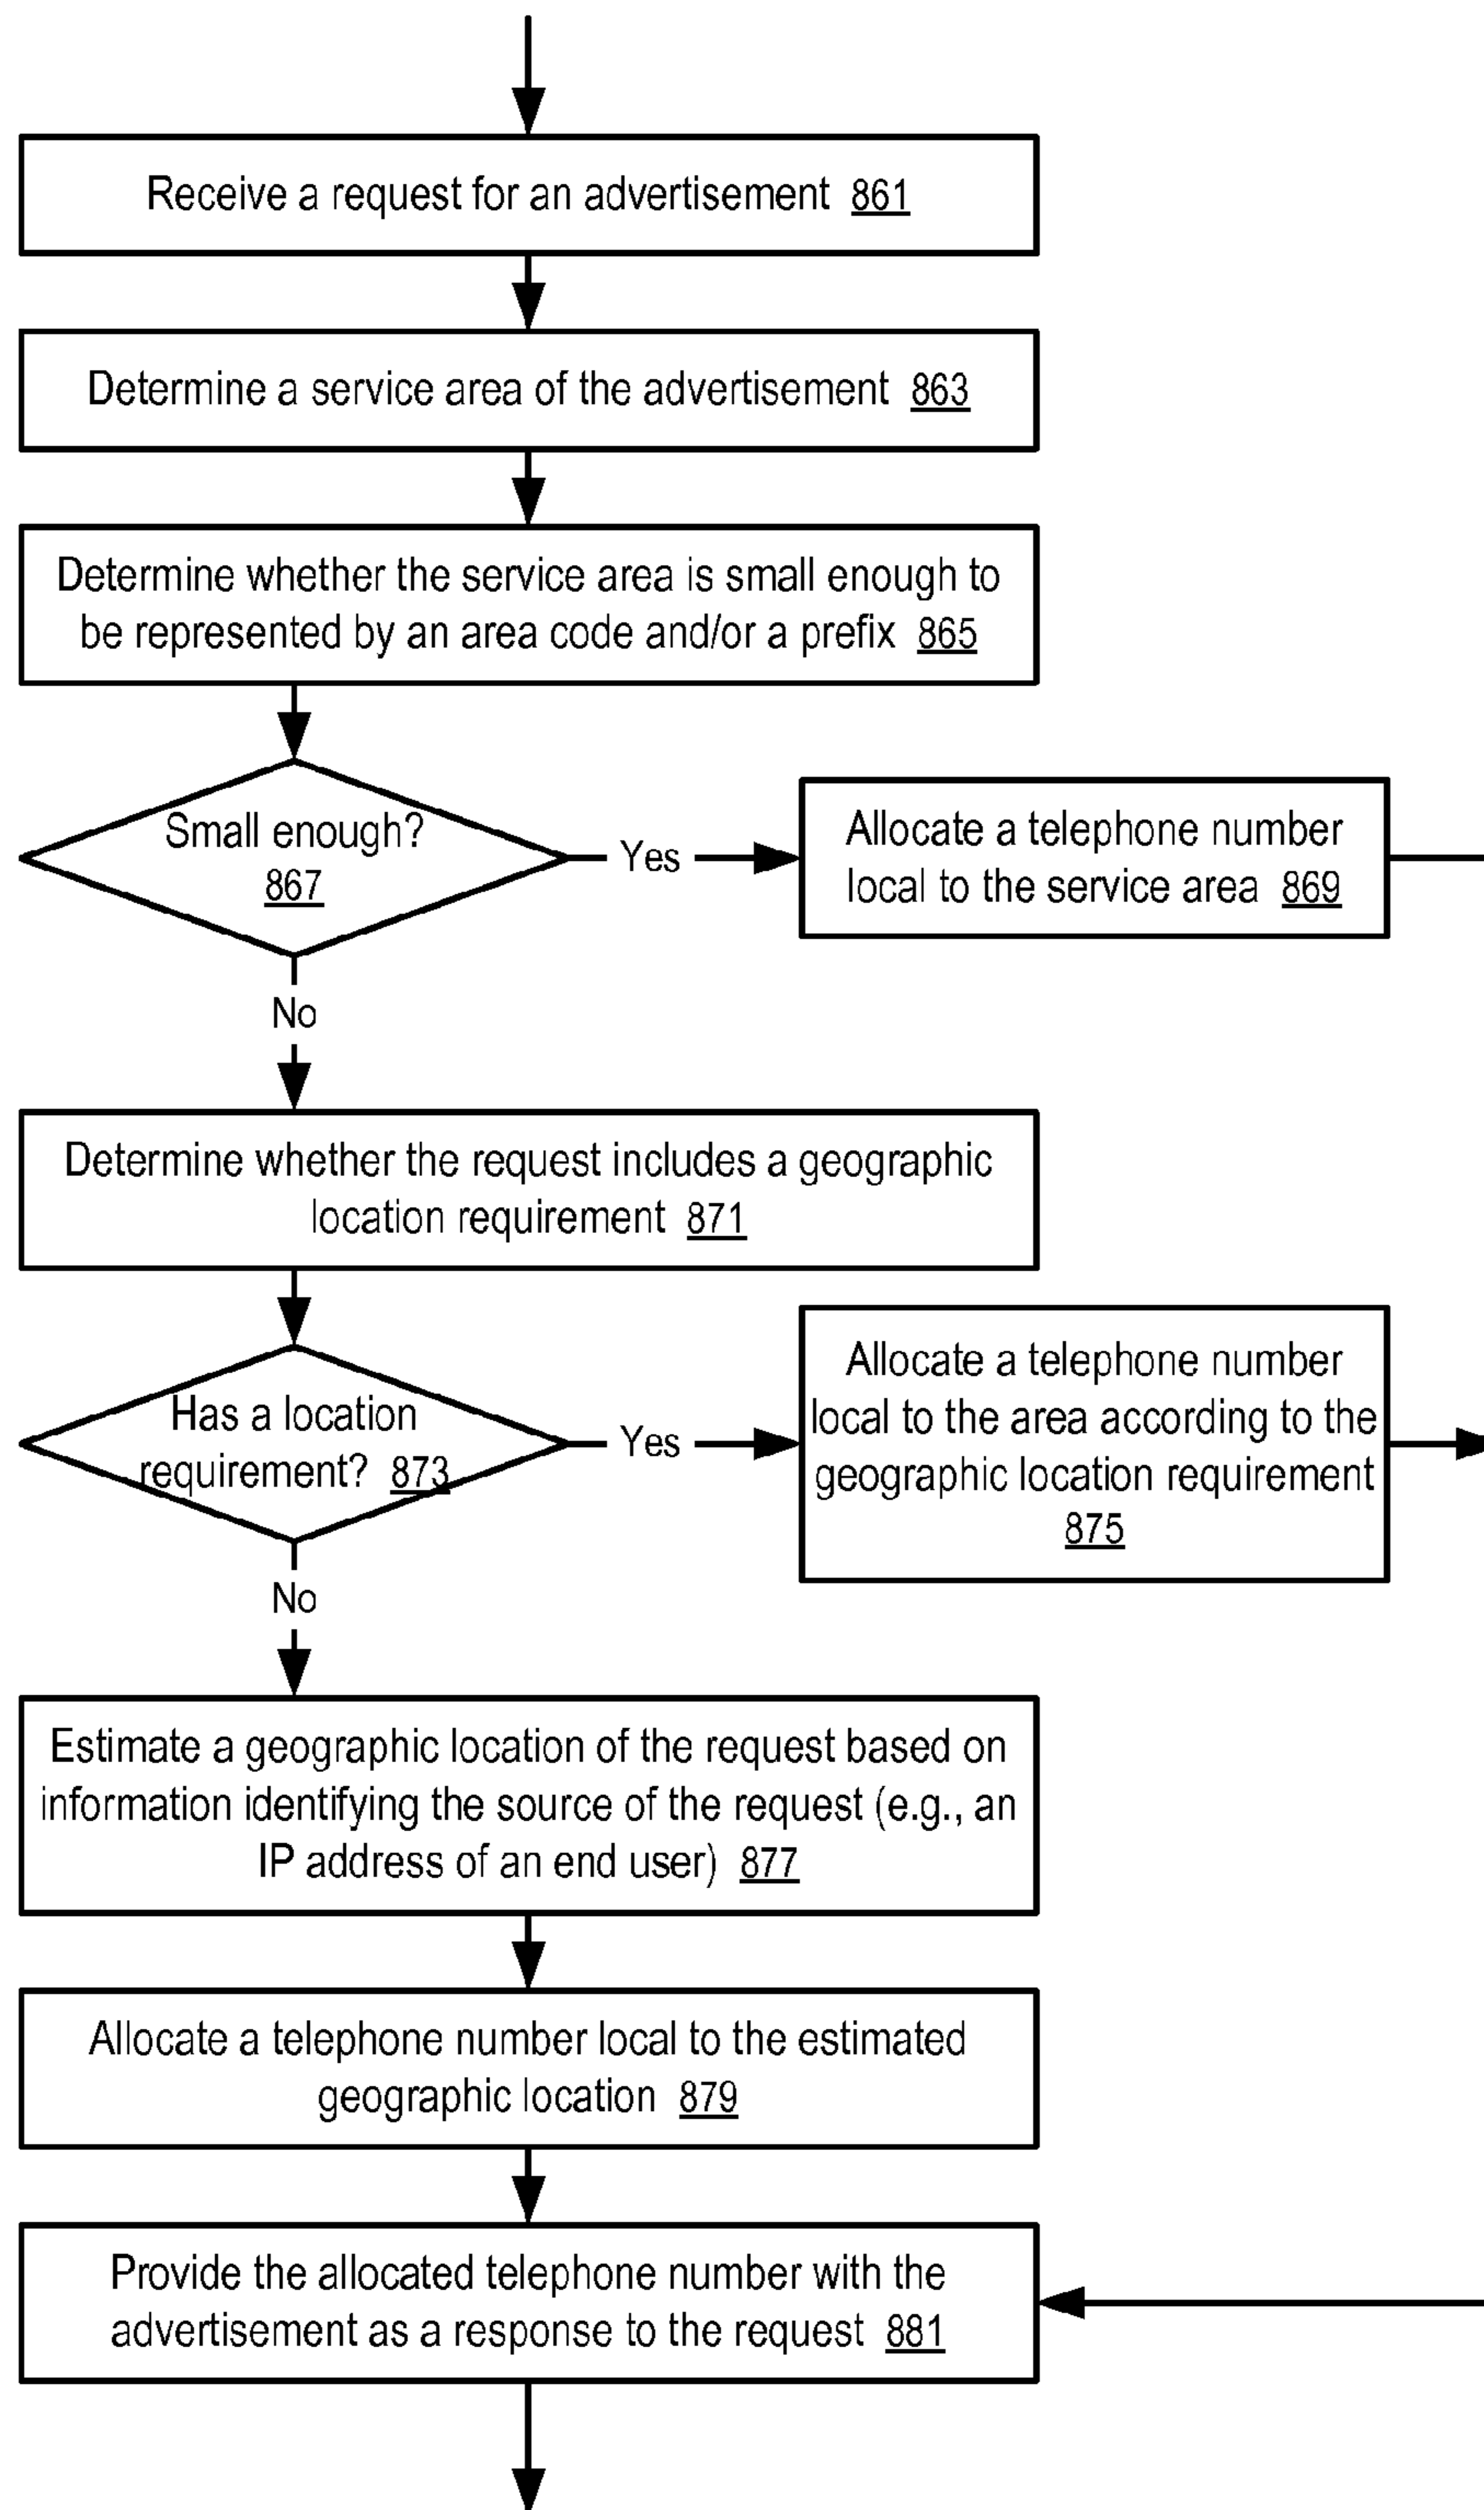 Receive a request for an advertisement 861
Determine a service area of the advertisement 863
Determine whether the service area is small enough to
be represented by an area code and/or a prefix 865
Small enough?
867
Yes
Allocate a telephone number
local to the service area 869
No
Determine whether the request includes a geographic
location requirement 871
Has a location
requirement? 873
Yes
Allocate a telephone number
local to the area according to the
geographic location requirement
875
No
Estimate a geographic location of the request based on
information identifying the source of the request (e.g., an
IP address of an end user) 877
Allocate a telephone number local to the estimated
geographic location 879
Provide the allocated telephone number with the
advertisement as a response to the request 881